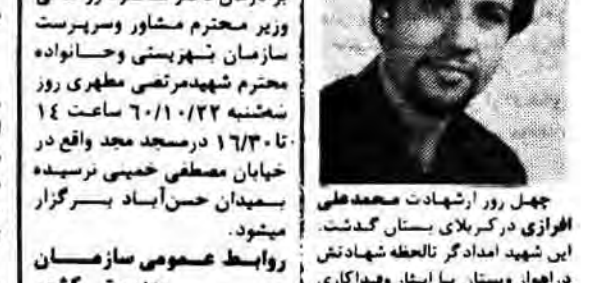 وزیر محترم مشاور وسرپرست
سازمان بهزیستی وخانواده
محترم شهیدمرتضی مطهری روز
سه‌شنبه ۶۰/۱۰/۲۲ ساعت ۱۴
تا ۱۶/۳۰ درمسجد مجد واقع در
خیابان مصطفی خمینی نرسیده
بمیدان حسن‌آباد برگزار
میشود.
روابط عمومی سازمان
چهل روز ازشهادت محمدعلی
افرازی درکربلای بستان گذشت.
این شهید امدادگر تالحظه شهادتش
دراهواز وبستان با ایثار وفداکاری